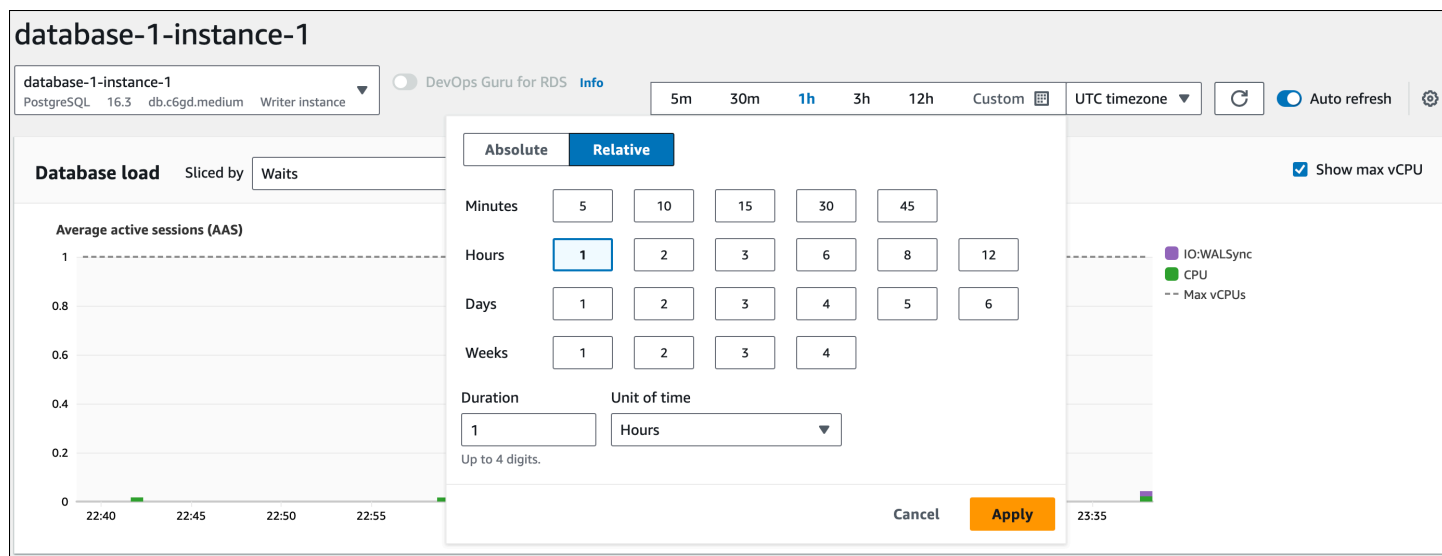 database-1-instance-1
database-1-instance-1
PostgreSQL 16.3 db.c6gd.medium Writer instance
DevOps Guru for RDS Info
5m 30m 1h 3h 12h Custom UTC timezone Auto refresh
Absolute Relative
Database load Sliced by Waits
Show max vCPU
Minutes 5 10 15 30 45
Hours 1 2 3 6 8 12
Days 1 2 3 4 5 6
Weeks 1 2 3 4
Duration Unit of time
1 Hours
Up to 4 digits.
Cancel Apply
Average active sessions (AAS)
1
0.8
0.6
0.4
0.2
0
22:40 22:45 22:50 22:55 23:35
IO:WALSync
CPU
Max vCPUs